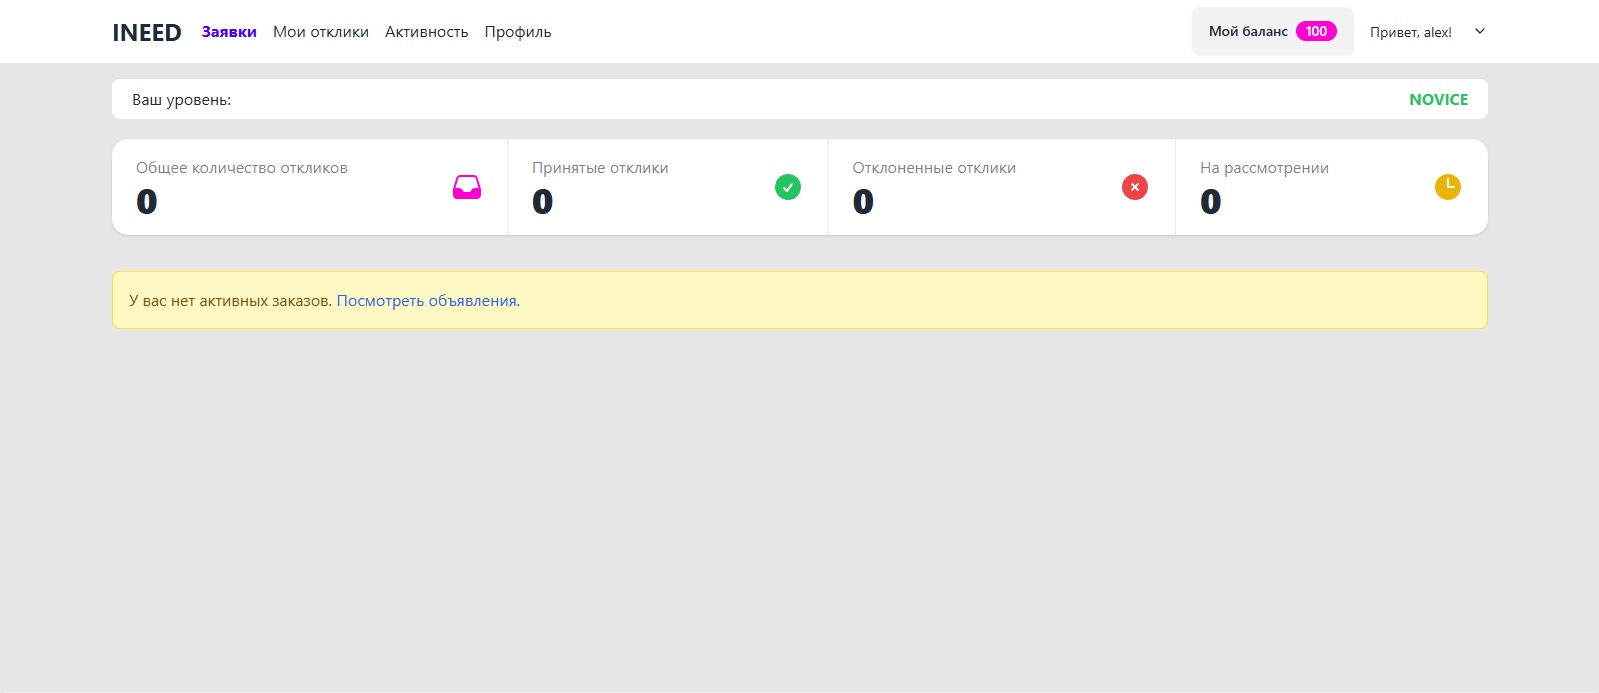 INEED Заявки Мои отклики Активность Профиль Мой баланс 100 Привет, alex!
Ваш уровень: NOVICE
Общее количество откликов Принятые отклики Отклоненные отклики На рассмотрении
0 0 0 0
У вас нет активных заказов. Посмотреть объявления.